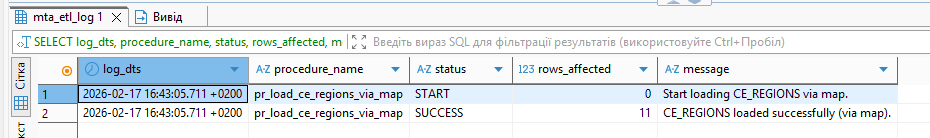 mta_etl_log 1 Вивід
SELECT log_dts, procedure_name, status, rows_affected, m Введіть вираз SQL для фільтрації результатів (використовуйте Ctrl+Пробіл)
Сітка
log_dts A-Z procedure_name A-Z status 123 rows_affected A-Z message
1 2026-02-17 16:43:05.711 +0200 pr_load_ce_regions_via_map START 0 Start loading CE_REGIONS via map.
2 2026-02-17 16:43:05.711 +0200 pr_load_ce_regions_via_map SUCCESS 11 CE_REGIONS loaded successfully (via map).